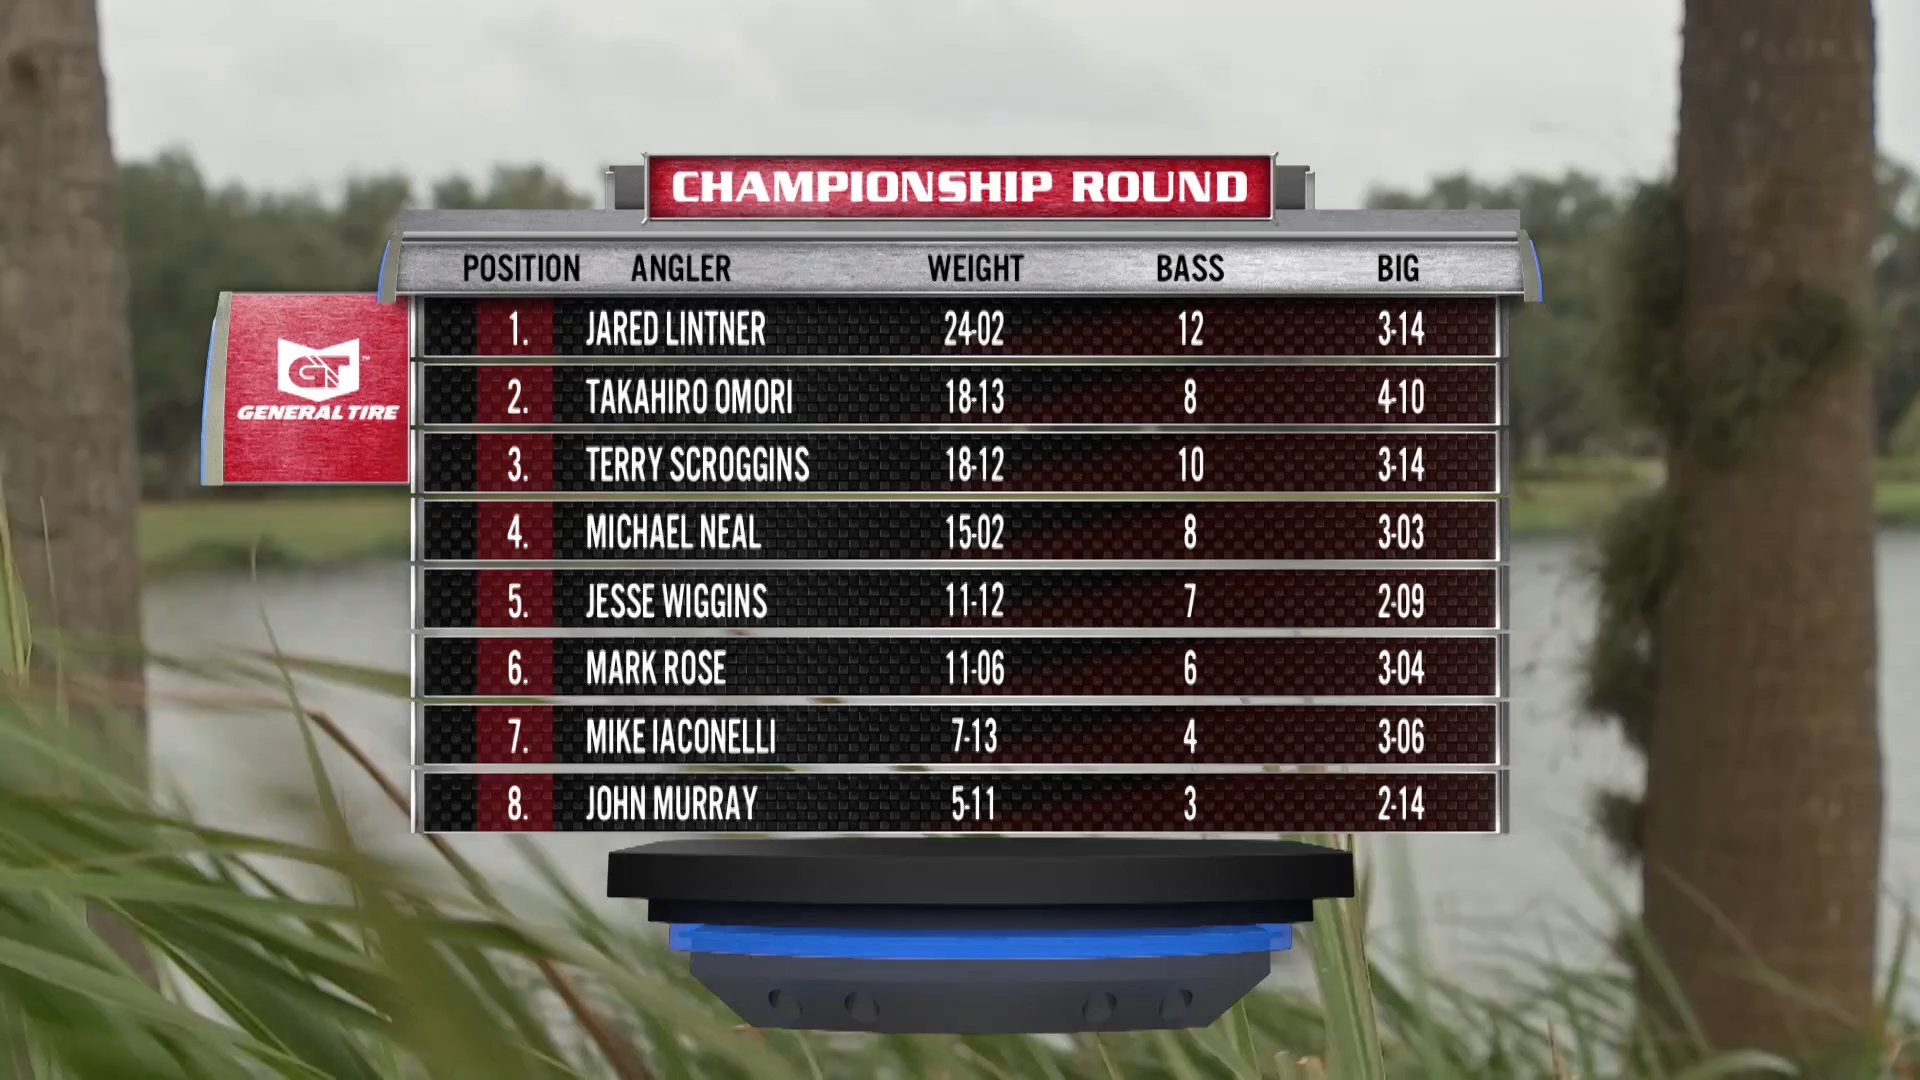 CHAMPIONSHIP ROUND
POSITION ANGLER WEIGHT BASS BIG
1. JARED LINTNER 24-02 12 3-14
2. TAKAHIRO OMORI 18-13 8 4-10
3. TERRY SCROGGINS 18-12 10 3-14
4. MICHAEL NEAL 15-02 8 3-03
5. JESSE WIGGINS 11-12 7 2-09
6. MARK ROSE 11-06 6 3-04
7. MIKE IACONELLI 7-13 4 3-06
8. JOHN MURRAY 5-11 3 2-14
GT™
GENERAL TIRE